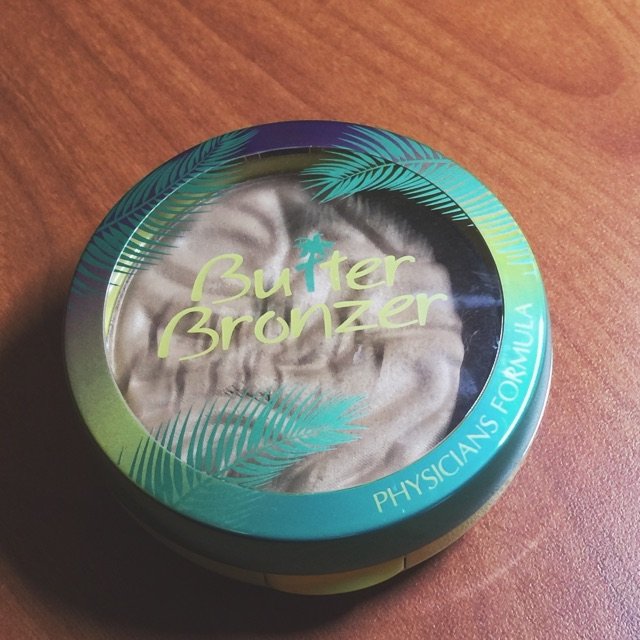 Butter
Bronzer
PHYSICIANS FORMULA